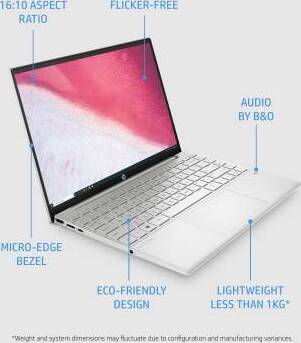 16:10 ASPECT
RATIO
FLICKER-FREE
AUDIO
BY B&O
MICRO-EDGE
BEZEL
ECO-FRIENDLY
DESIGN
LIGHTWEIGHT
LESS THAN 1KG*
*Weight and system dimensions may fluctuate due to configuration and manufacturing variances.